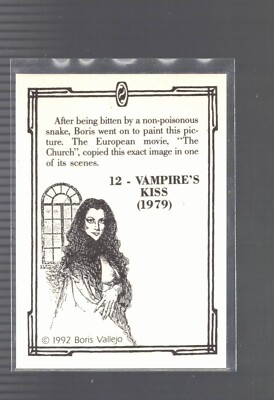 After being bitten by a non-poisonous
snake, Boris went on to paint this pic-
ture. The European movie, "The
Church", copied this exact image in one
of its scenes.
12 - VAMPIRE'S
KISS
(1979)
© 1992 Boris Vallejo